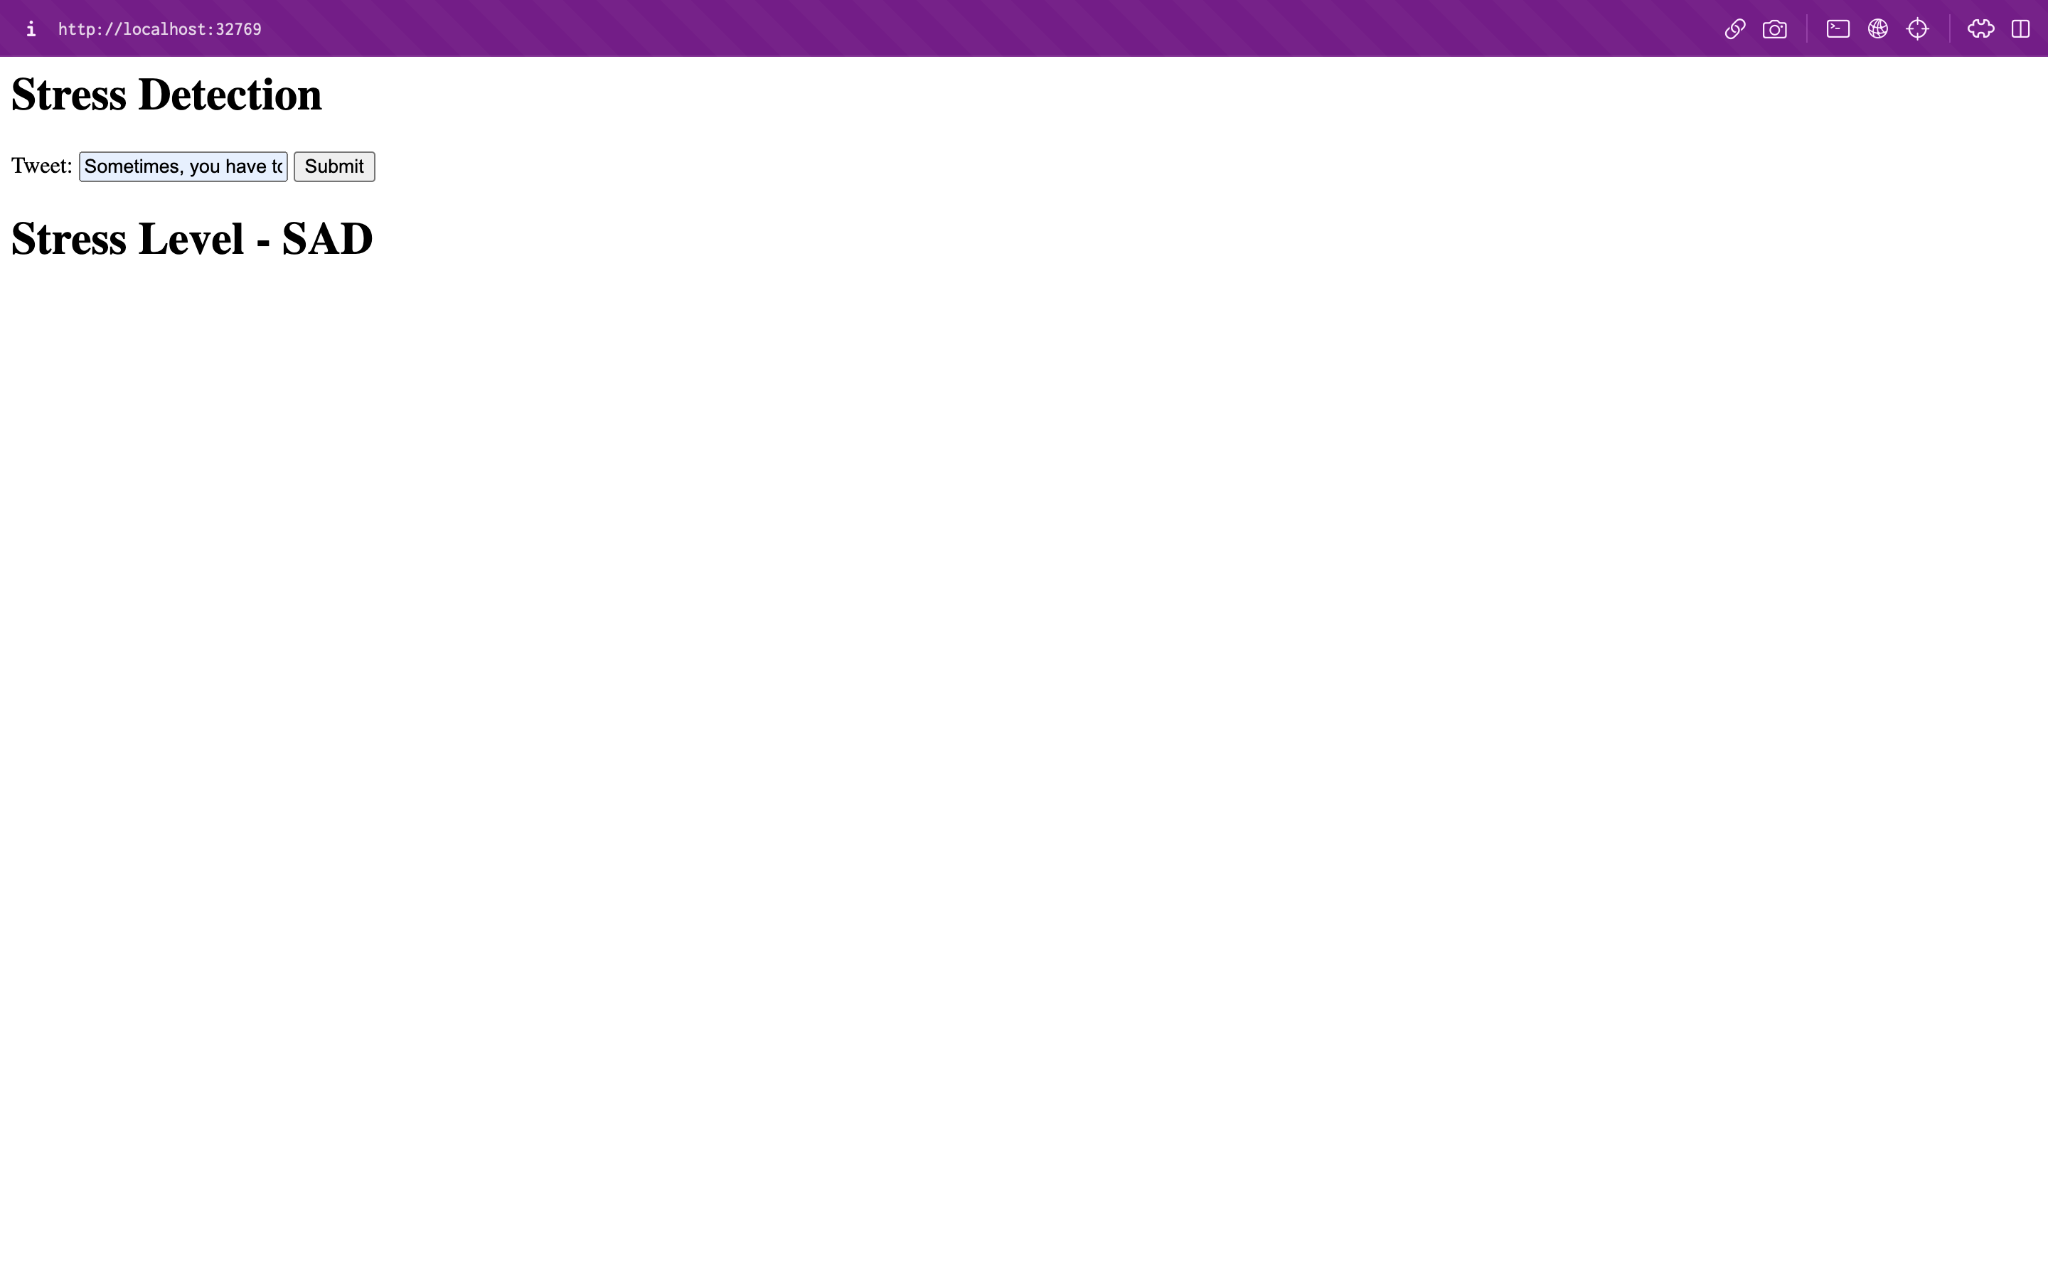 http://localhost:32769
Stress Detection
Tweet: Sometimes, you have to Submit
Stress Level - SAD